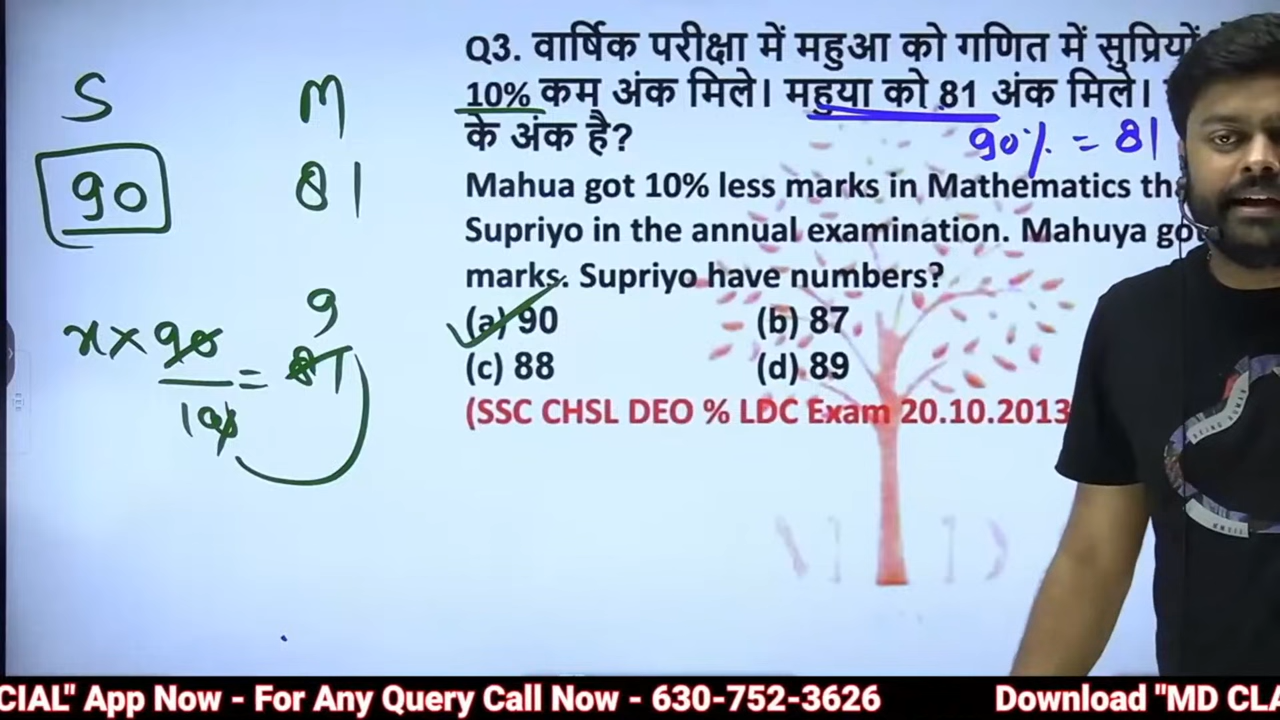 S M
90 81
x × 90/100 = 81
9
Q3. वार्षिक परीक्षा में महुआ को गणित में सुप्रियो
10% कम अंक मिले। महुया को 81 अंक मिले।
के अंक है?
90% = 81
Mahua got 10% less marks in Mathematics tha
Supriyo in the annual examination. Mahuya got
marks. Supriyo have numbers?
(a) 90 (b) 87
(c) 88 (d) 89
(SSC CHSL DEO % LDC Exam 20.10.2013
CIAL" App Now - For Any Query Call Now - 630-752-3626 Download "MD CLA